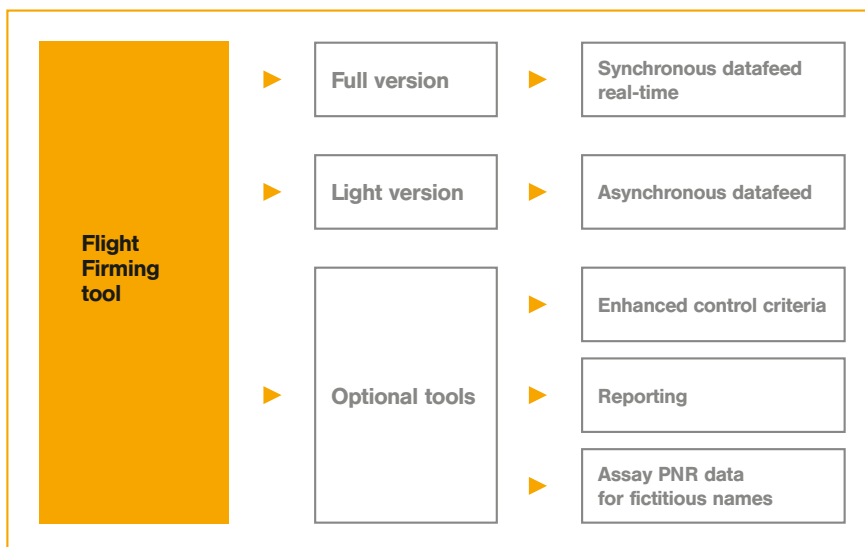 Flight
Firming
tool
Full version
Synchronous datafeed
real-time
Light version
Asynchronous datafeed
Optional tools
Enhanced control criteria
Reporting
Assay PNR data
for fictitious names